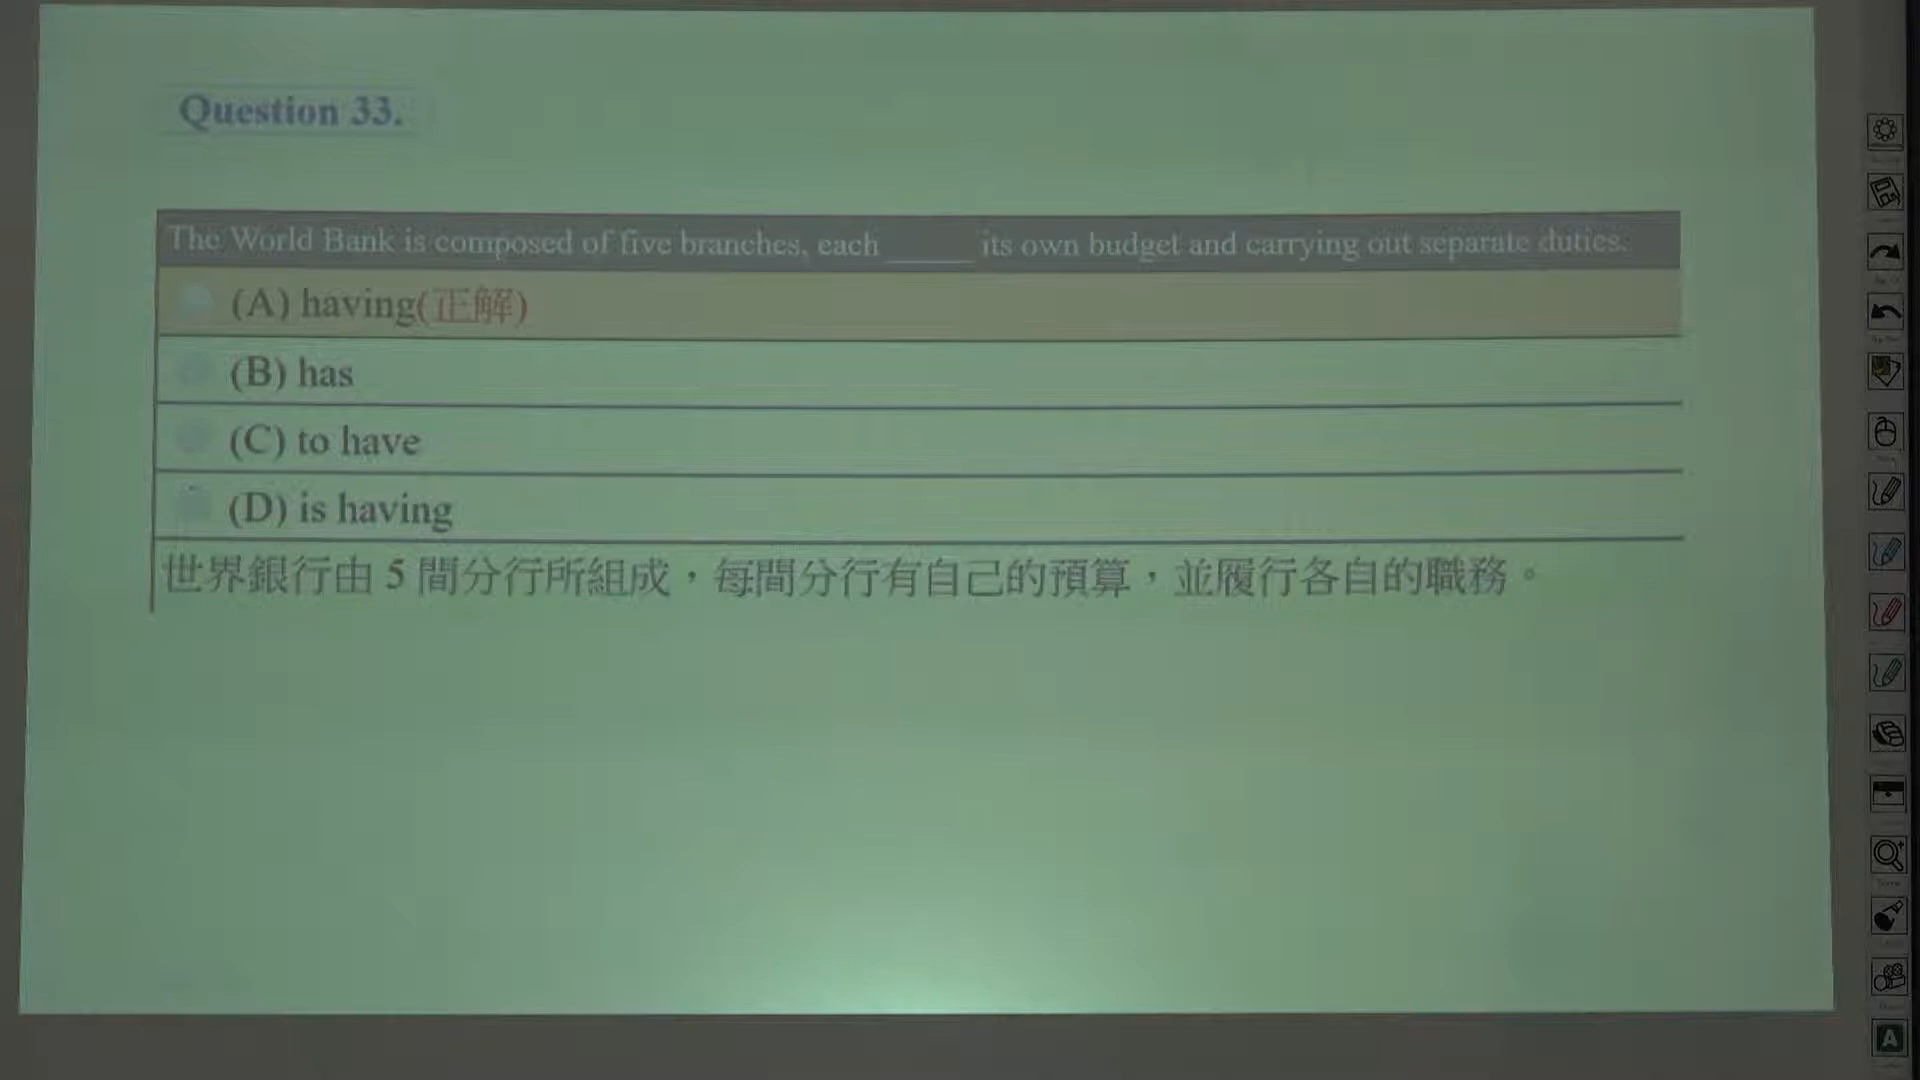 Question 33.
The World Bank is composed of five branches, each _____ its own budget and carrying out separate duties.
(A) having(正解)
(B) has
(C) to have
(D) is having
世界銀行由 5 間分行所組成，每間分行有自己的預算，並履行各自的職務。
A